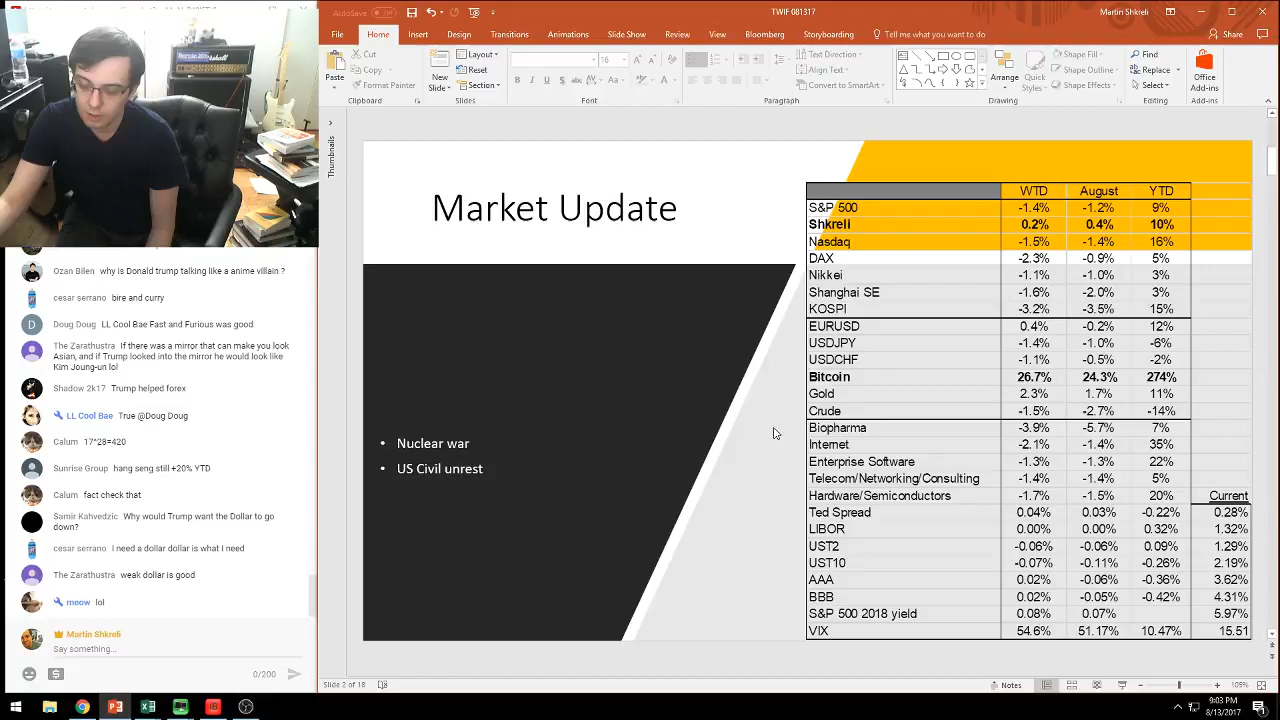 AutoSave Off
TWIF 081317
Martin Shkreli
File Home Insert Design Transitions Animations Slide Show Review View Bloomberg Tell me what you want to do Share
Paste
Cut
Copy
Format Painter
Clipboard
New
Slide
Layout
Reset
Section
Slides
Font
Text Direction
Align Text
Convert to SmartArt
Paragraph
Arrange
Quick
Styles
Shape Fill
Shape Outline
Shape Effects
Drawing
Find
Replace
Select
Editing
Office
Add-ins
Add-ins
Bernie 2016
Marshall
Ozan Bilen why is Donald trump talking like a anime villain ?
cesar serrano bire and curry
D
Doug Doug LL Cool Bae Fast and Furious was good
The Zarathustra If there was a mirror that can make you look
Asian, and if Trump looked into the mirror he would look like
Kim Joung-un lol
Shadow 2k17 Trump helped forex
LL Cool Bae True @Doug Doug
Calum 17^28=420
Sunrise Group hang seng still +20% YTD
Calum fact check that
Samir Kahvedzic Why would Trump want the Dollar to go
down?
cesar serrano I need a dollar dollar is what I need
The Zarathustra weak dollar is good
meow lol
Martin Shkreli
Say something...
0/200
Thumbnails
Market Update
• Nuclear war
• US Civil unrest
WTD August YTD
S&P 500 -1.4% -1.2% 9%
Shkreli 0.2% 0.4% 10%
Nasdaq -1.5% -1.4% 16%
DAX -2.3% -0.9% 5%
Nikkei -1.1% -1.0% 3%
Shanghai SE -1.6% -2.0% 3%
KOSPI -3.2% -3.5% 15%
EURUSD 0.4% -0.2% 12%
USDJPY -1.4% -1.0% -6%
USDCHF -1.1% -0.5% -2%
Bitcoin 26.7% 24.3% 274%
Gold 2.3% 1.7% 11%
Crude -1.5% -2.7% -14%
Biopharma -3.9% -5.7% 7%
Internet -2.1% -1.4% 35%
Enterprise Software -1.3% -1.3% 22%
Telecom/Networking/Consulting -1.4% -1.4% 5%
Hardware/Semiconductors -1.7% -1.5% 20% Current
Ted Spread 0.04% 0.03% -0.22% 0.28%
LIBOR 0.00% 0.00% 0.32% 1.32%
UST2 -0.06% -0.06% 0.09% 1.29%
UST10 -0.07% -0.11% -0.26% 2.19%
AAA 0.02% -0.06% -0.36% 3.62%
BBB 0.02% -0.05% -0.42% 4.31%
S&P 500 2018 yield 0.08% 0.07% 5.97%
VIX 54.6% 51.17% 10.47% 15.51
Slide 2 of 18
Notes
105%
9:03 PM
8/13/2017